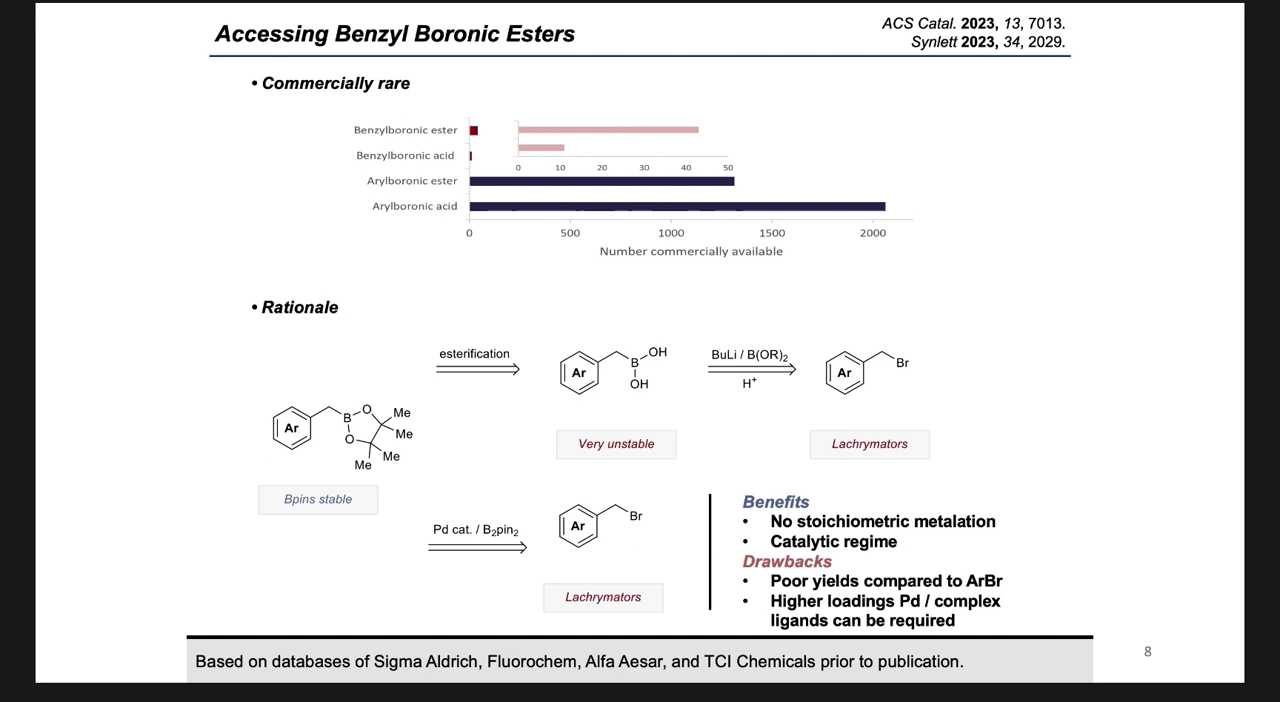 Accessing Benzyl Boronic Esters
ACS Catal. 2023, 13, 7013.
Synlett 2023, 34, 2029.
• Commercially rare
Benzylboronic ester
Benzylboronic acid
Arylboronic ester
Arylboronic acid
0 10 20 30 40 50
0 500 1000 1500 2000
Number commercially available
• Rationale
esterification
Ar B OH OH
BuLi / B(OR)₂
H⁺
Ar Br
Ar B O O Me Me Me Me
Very unstable
Lachrymators
Bpins stable
Pd cat. / B₂pin₂
Ar Br
Lachrymators
Benefits
• No stoichiometric metalation
• Catalytic regime
Drawbacks
• Poor yields compared to ArBr
• Higher loadings Pd / complex
ligands can be required
Based on databases of Sigma Aldrich, Fluorochem, Alfa Aesar, and TCI Chemicals prior to publication.
8